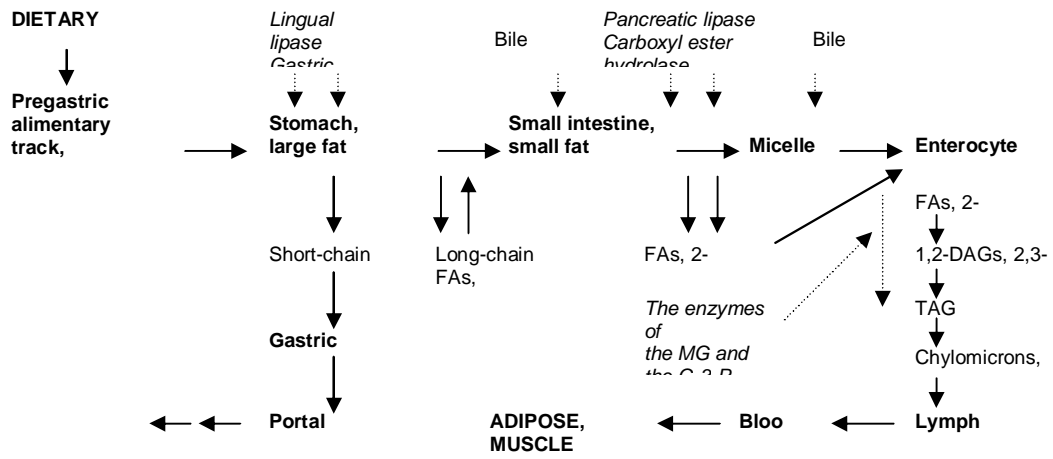 DIETARY
Lingual
lipase
Gastric
Bile
Pancreatic lipase
Carboxyl ester
hydrolase
Bile
Pregastric
alimentary
track,
Stomach,
large fat
Small intestine,
small fat
Micelle
Enterocyte
FAs, 2-
Short-chain
Long-chain
FAs,
FAs, 2-
1,2-DAGs, 2,3-
The enzymes
of
the MG and
the
TAG
Gastric
Chylomicrons,
Portal
ADIPOSE,
MUSCLE
Bloo
Lymph